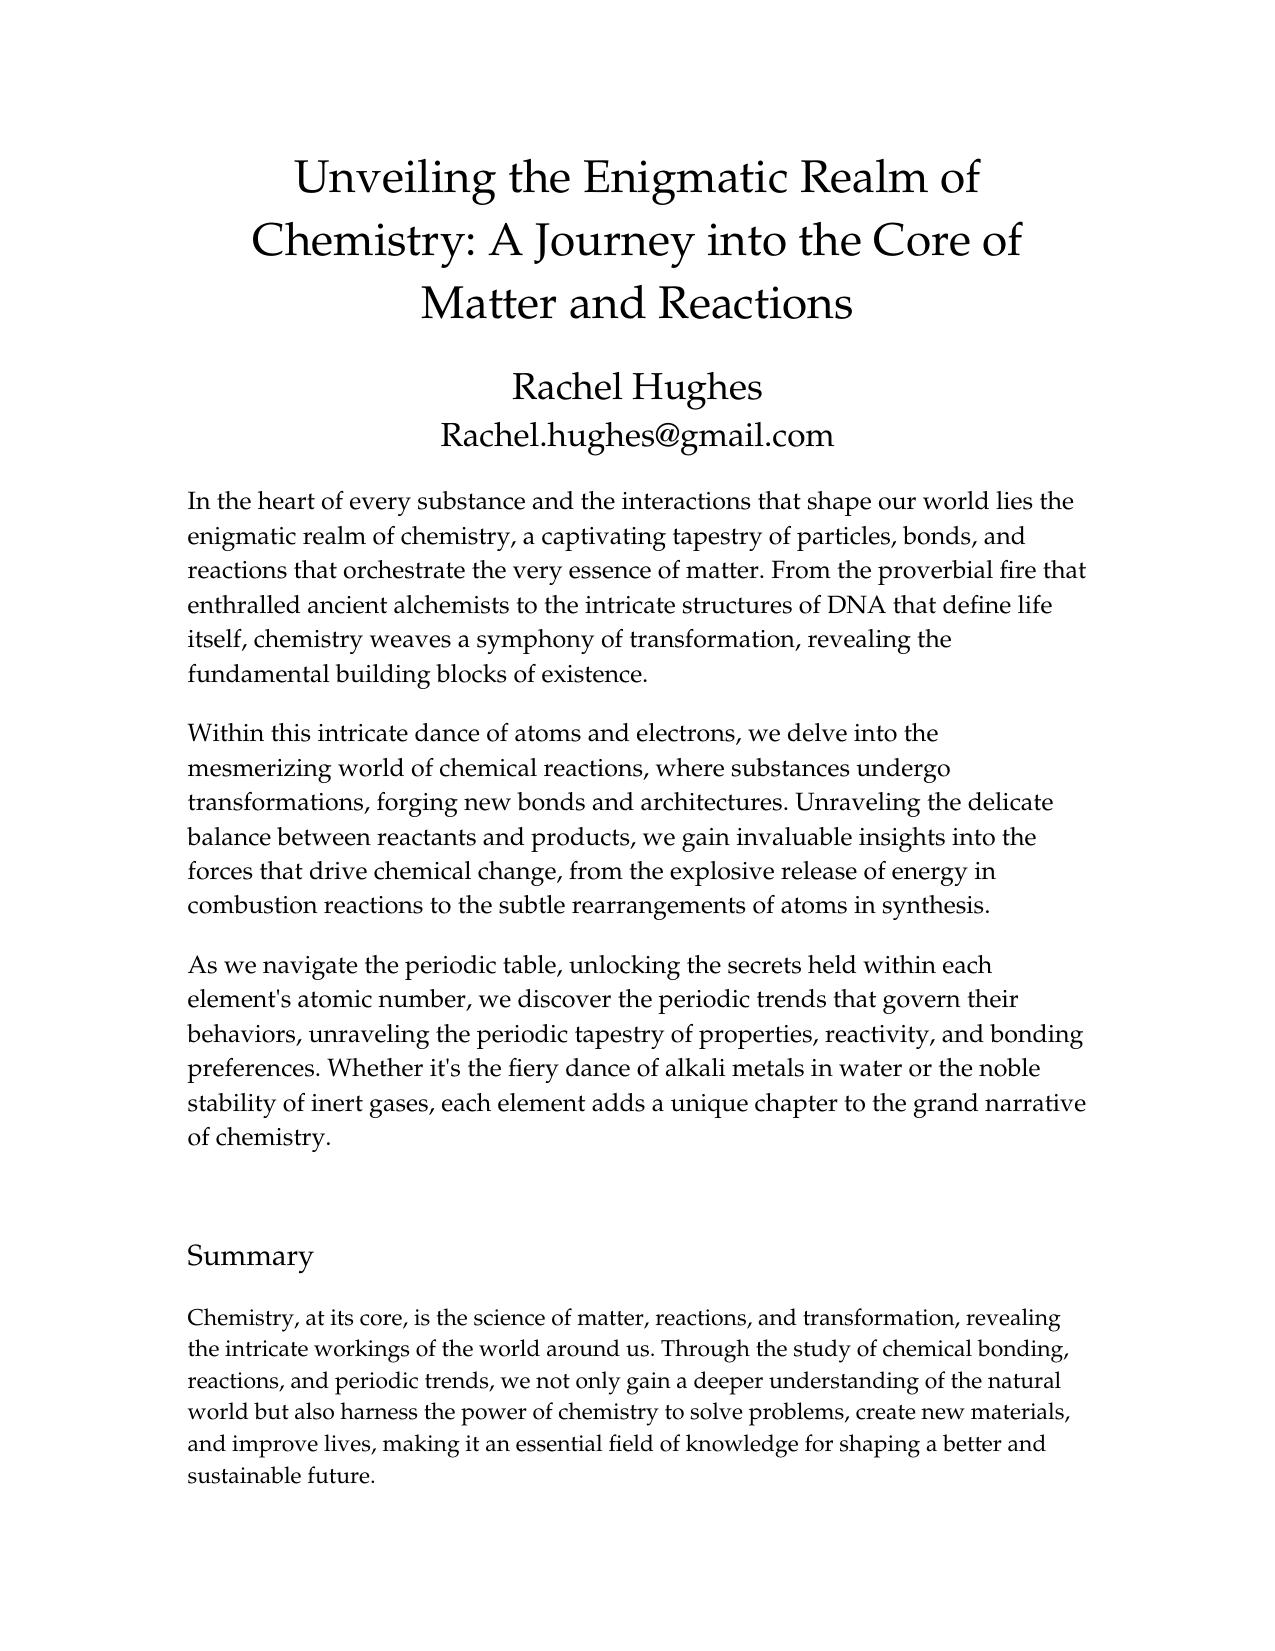 Unveiling the Enigmatic Realm of
Chemistry: A Journey into the Core of
Matter and Reactions
Rachel Hughes
Rachel.hughes@gmail.com
In the heart of every substance and the interactions that shape our world lies the
enigmatic realm of chemistry, a captivating tapestry of particles, bonds, and
reactions that orchestrate the very essence of matter. From the proverbial fire that
enthralled ancient alchemists to the intricate structures of DNA that define life
itself, chemistry weaves a symphony of transformation, revealing the
fundamental building blocks of existence.
Within this intricate dance of atoms and electrons, we delve into the
mesmerizing world of chemical reactions, where substances undergo
transformations, forging new bonds and architectures. Unraveling the delicate
balance between reactants and products, we gain invaluable insights into the
forces that drive chemical change, from the explosive release of energy in
combustion reactions to the subtle rearrangements of atoms in synthesis.
As we navigate the periodic table, unlocking the secrets held within each
element's atomic number, we discover the periodic trends that govern their
behaviors, unraveling the periodic tapestry of properties, reactivity, and bonding
preferences. Whether it's the fiery dance of alkali metals in water or the noble
stability of inert gases, each element adds a unique chapter to the grand narrative
of chemistry.
Summary
Chemistry, at its core, is the science of matter, reactions, and transformation, revealing
the intricate workings of the world around us. Through the study of chemical bonding,
reactions, and periodic trends, we not only gain a deeper understanding of the natural
world but also harness the power of chemistry to solve problems, create new materials,
and improve lives, making it an essential field of knowledge for shaping a better and
sustainable future.